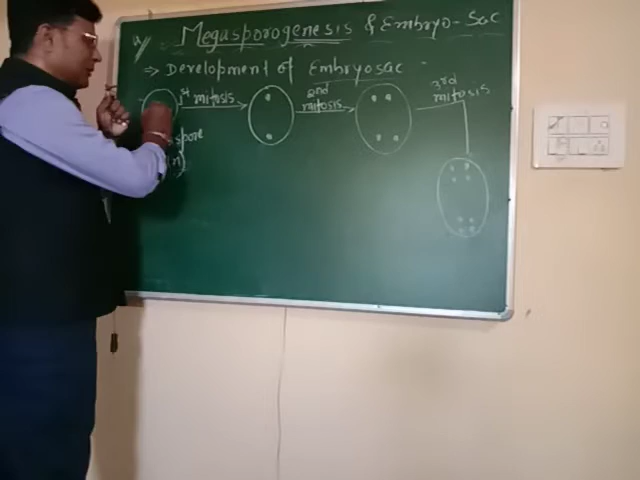 Megasporogenesis & Embryo-Sac
⇒ Development of Embryosac
1st mitosis
2nd mitosis
3rd mitosis
spore
(n)